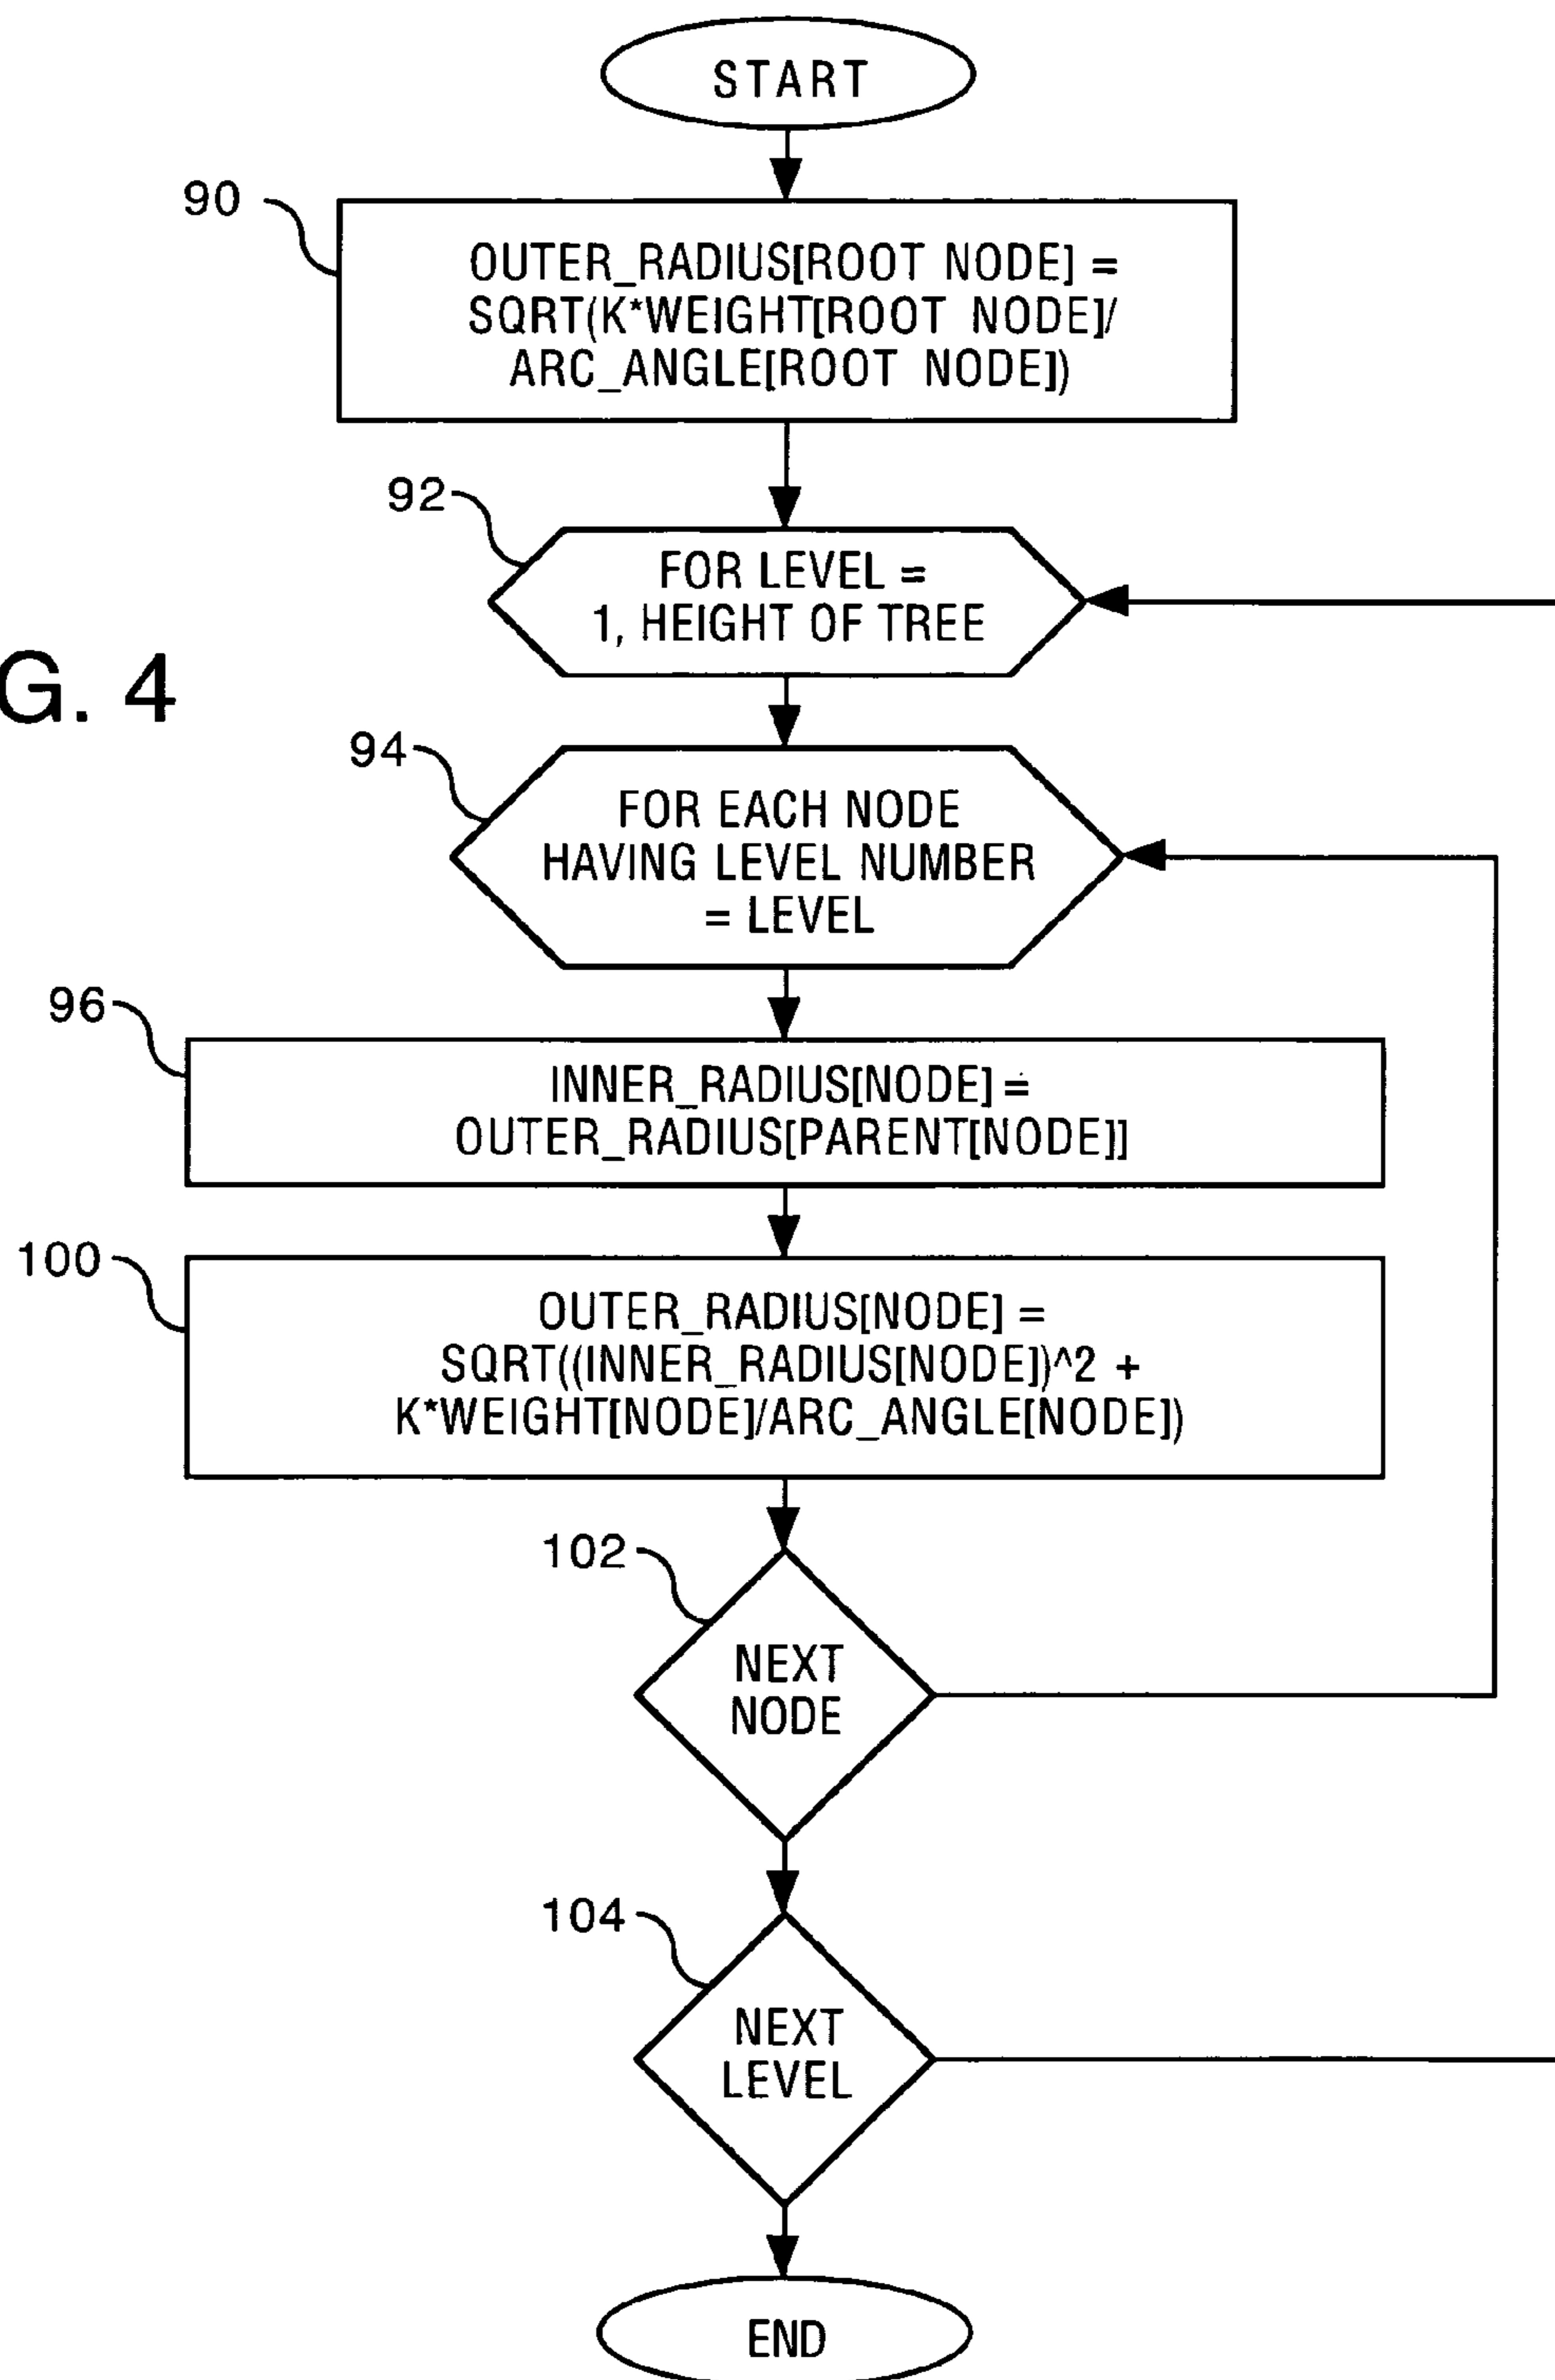 START
90
OUTER_RADIUS[ROOT NODE] =
SQRT(K*WEIGHT[ROOT NODE]/
ARC_ANGLE[ROOT NODE])
92
FOR LEVEL =
1, HEIGHT OF TREE
G. 4
94
FOR EACH NODE
HAVING LEVEL NUMBER
= LEVEL
96
INNER_RADIUS[NODE] =
OUTER_RADIUS[PARENT[NODE]]
100
OUTER_RADIUS[NODE] =
SQRT((INNER_RADIUS[NODE])^2 +
K*WEIGHT[NODE]/ARC_ANGLE[NODE])
102
NEXT
NODE
104
NEXT
LEVEL
END